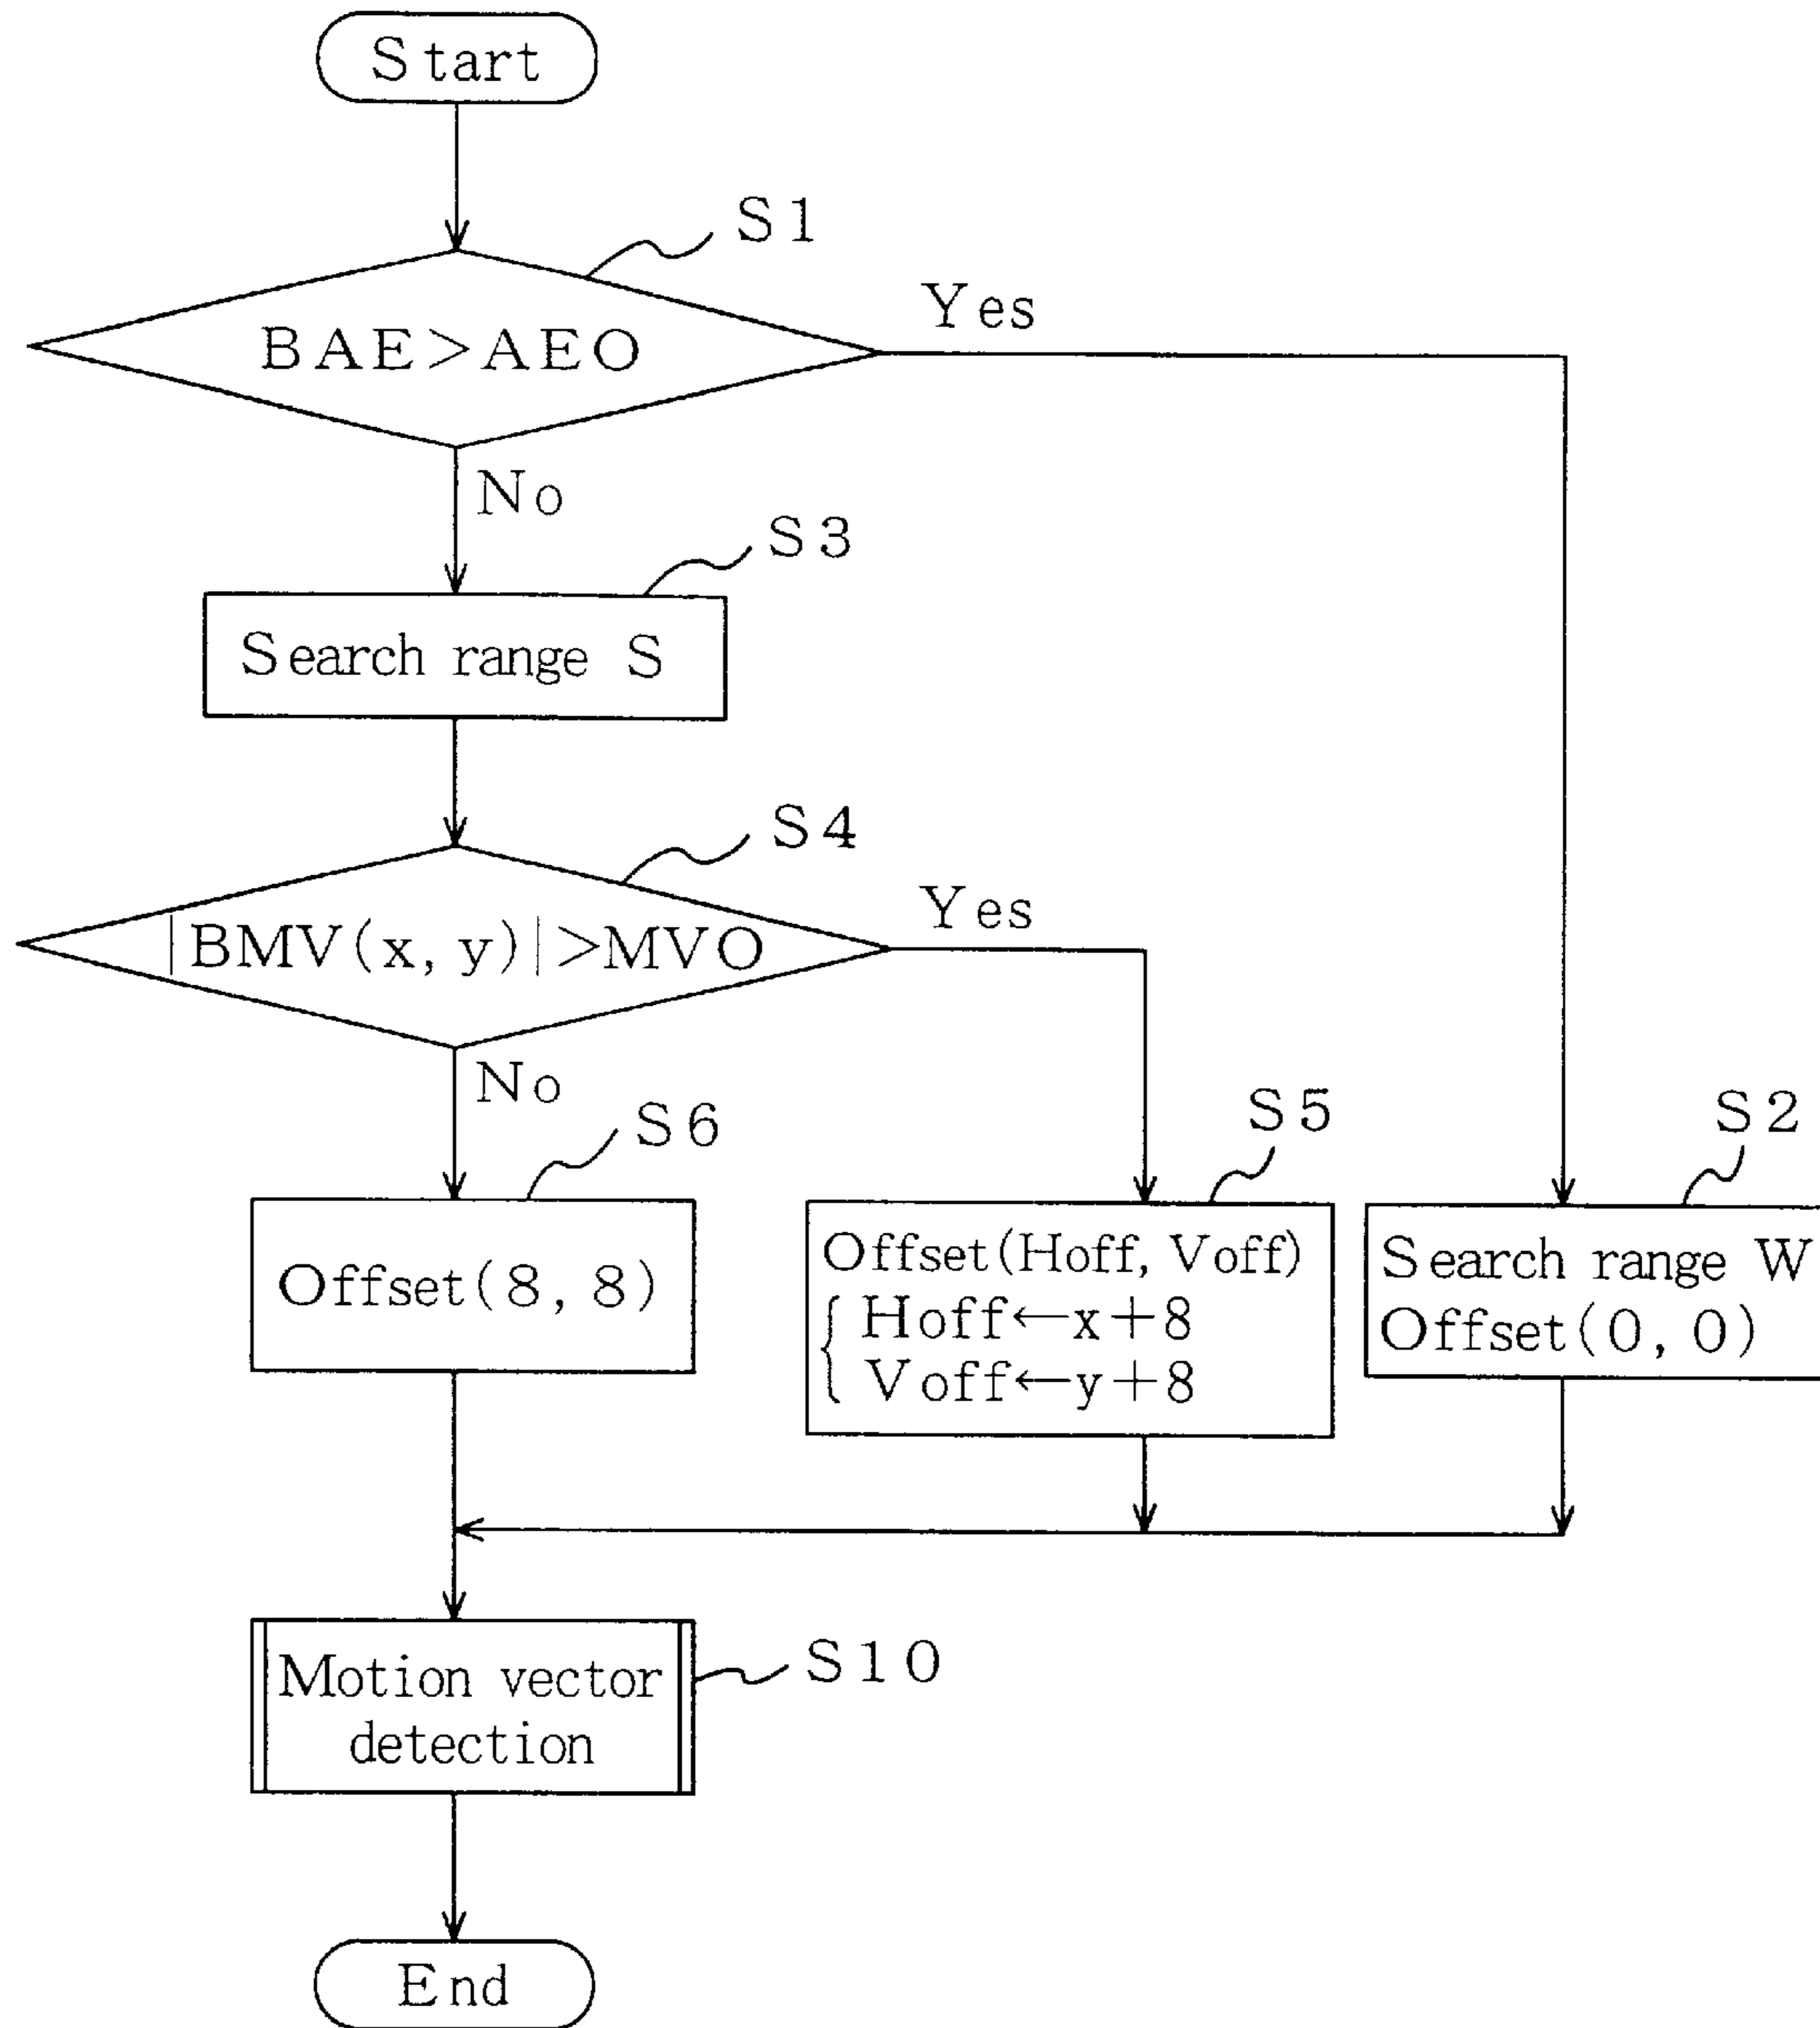 Start
S1
BAE>AEO
Yes
No
S3
Search range S
S4
|BMV(x, y)|>MVO
Yes
No
S6
Offset(8, 8)
S5
Offset(Hoff, Voff)
Hoff←x+8
Voff←y+8
S2
Search range W
Offset(0, 0)
Motion vector
detection
S10
End